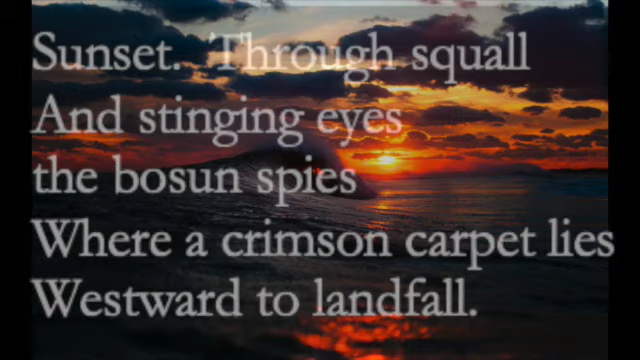 Sunset.  Through squall
And stinging eyes
the bosun spies
Where a crimson carpet lies
Westward to landfall.